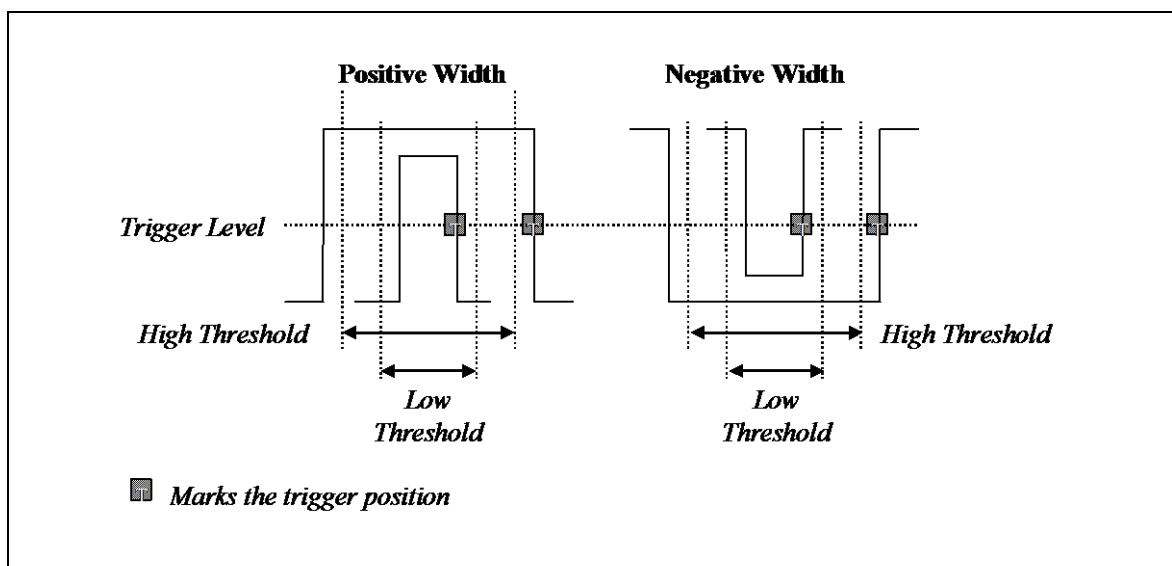 Positive Width
Negative Width
Trigger Level
T
T
T
T
High Threshold
High Threshold
Low
Threshold
Low
Threshold
T
Marks the trigger position